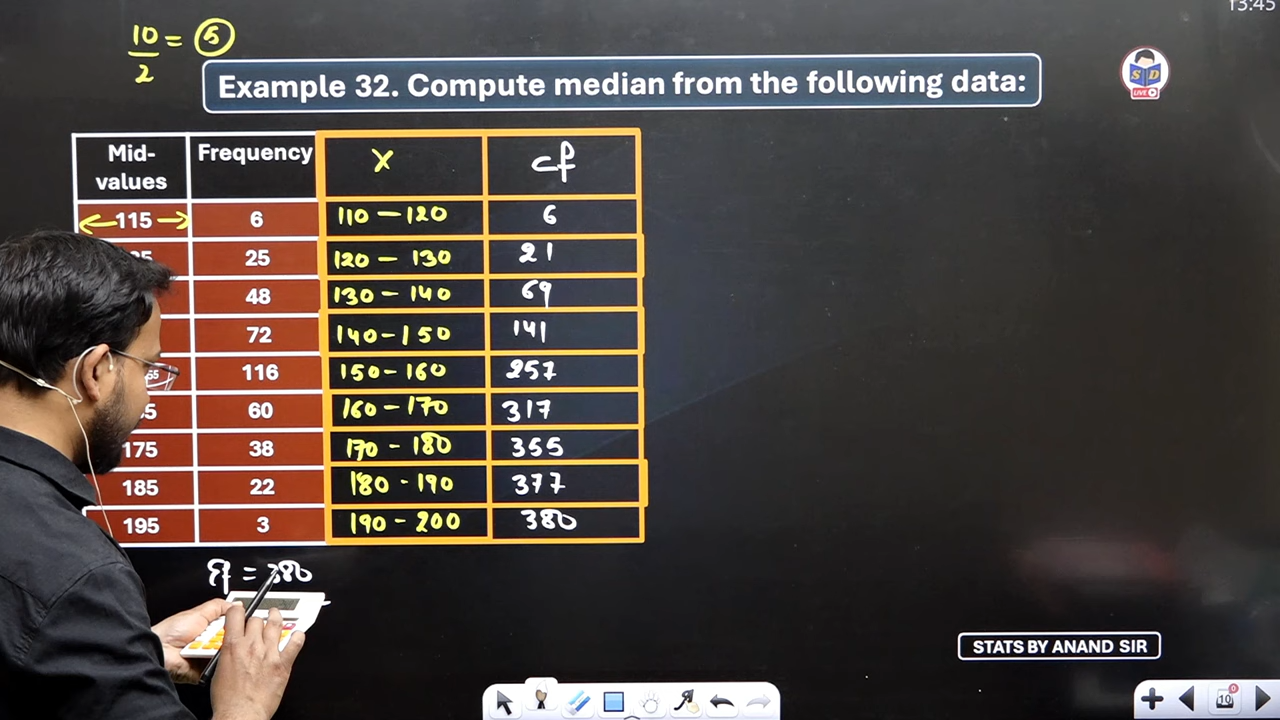 13:45
10/2 = 5
Example 32. Compute median from the following data:
S D
LIVE
Mid-values Frequency X cf
115 6 110 – 120 6
25 120 – 130 21
48 130 – 140 69
72 140 – 150 141
116 150 – 160 257
60 160 – 170 317
175 38 170 - 180 355
185 22 180 - 190 377
195 3 190 - 200 380
= 380
STATS BY ANAND SIR
10